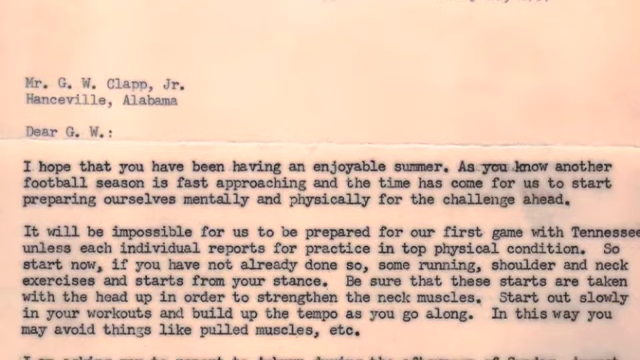 Mr. G. W. Clapp, Jr.
Hanceville, Alabama
Dear G. W.:
I hope that you have been having an enjoyable summer. As you know another
football season is fast approaching and the time has come for us to start
preparing ourselves mentally and physically for the challenge ahead.
It will be impossible for us to be prepared for our first game with Tennessee
unless each individual reports for practice in top physical condition. So
start now, if you have not already done so, some running, shoulder and neck
exercises and starts from your stance. Be sure that these starts are taken
with the head up in order to strengthen the neck muscles. Start out slowly
in your workouts and build up the tempo as you go along. In this way you
may avoid things like pulled muscles, etc.